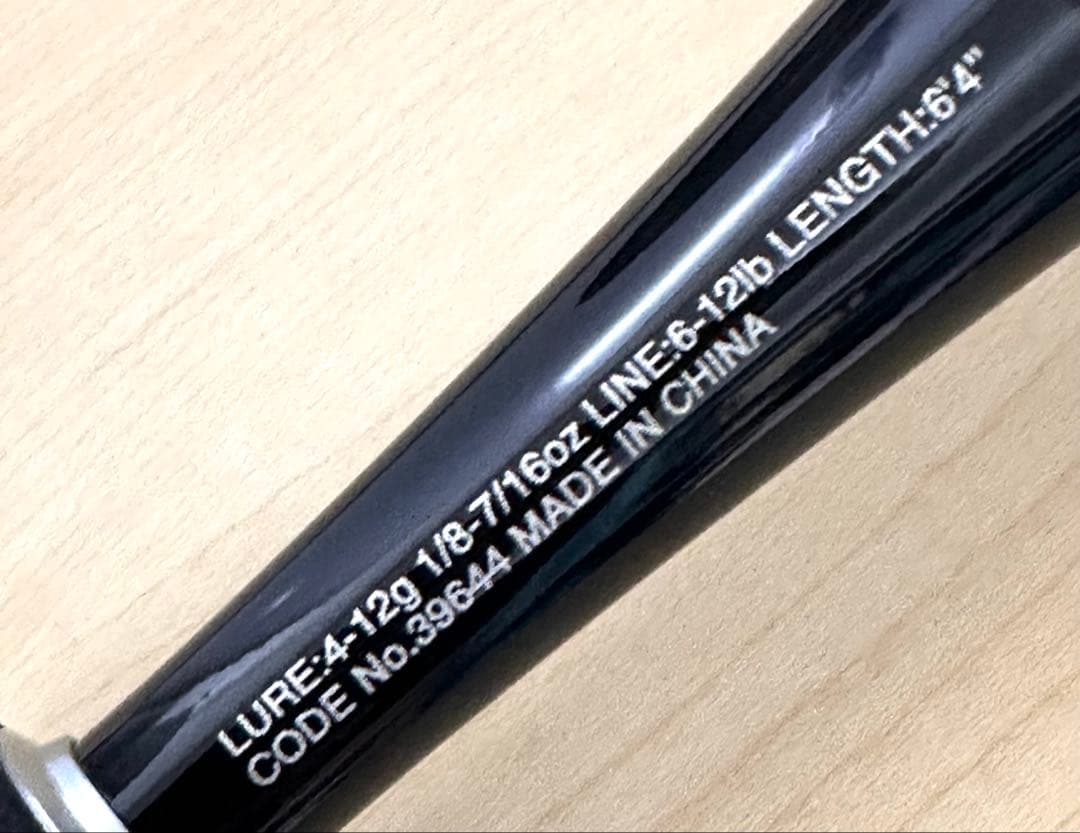 LURE:4-12g 1/8-7/16oz LINE:6-12lb LENGTH:6'4"
CODE No.39644 MADE IN CHINA